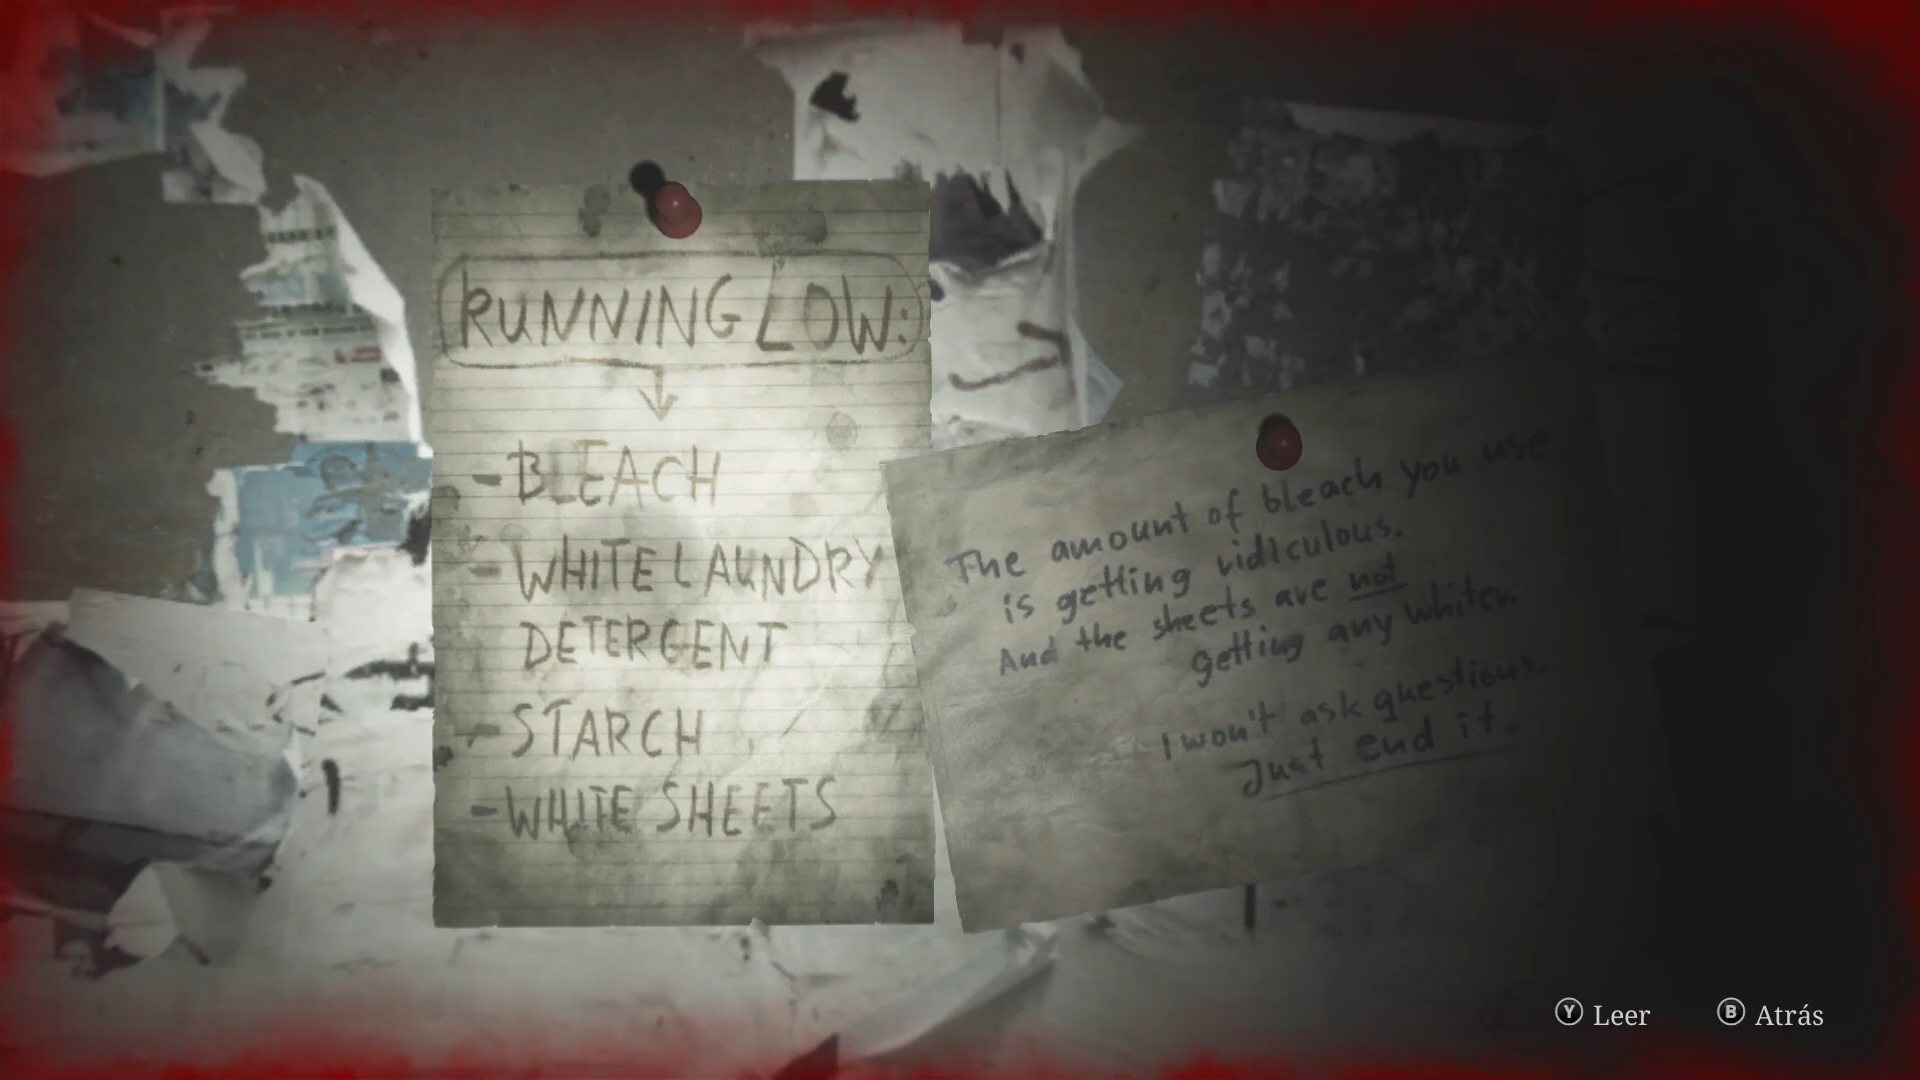 RUNNING LOW:
- BLEACH
- WHITE LAUNDRY
DETERGENT
- STARCH
- WHITE SHEETS
The amount of bleach you use
is getting ridiculous.
And the sheets are not
getting any whiter.
I won't ask questions.
Just end it.
Y Leer
B Atrás